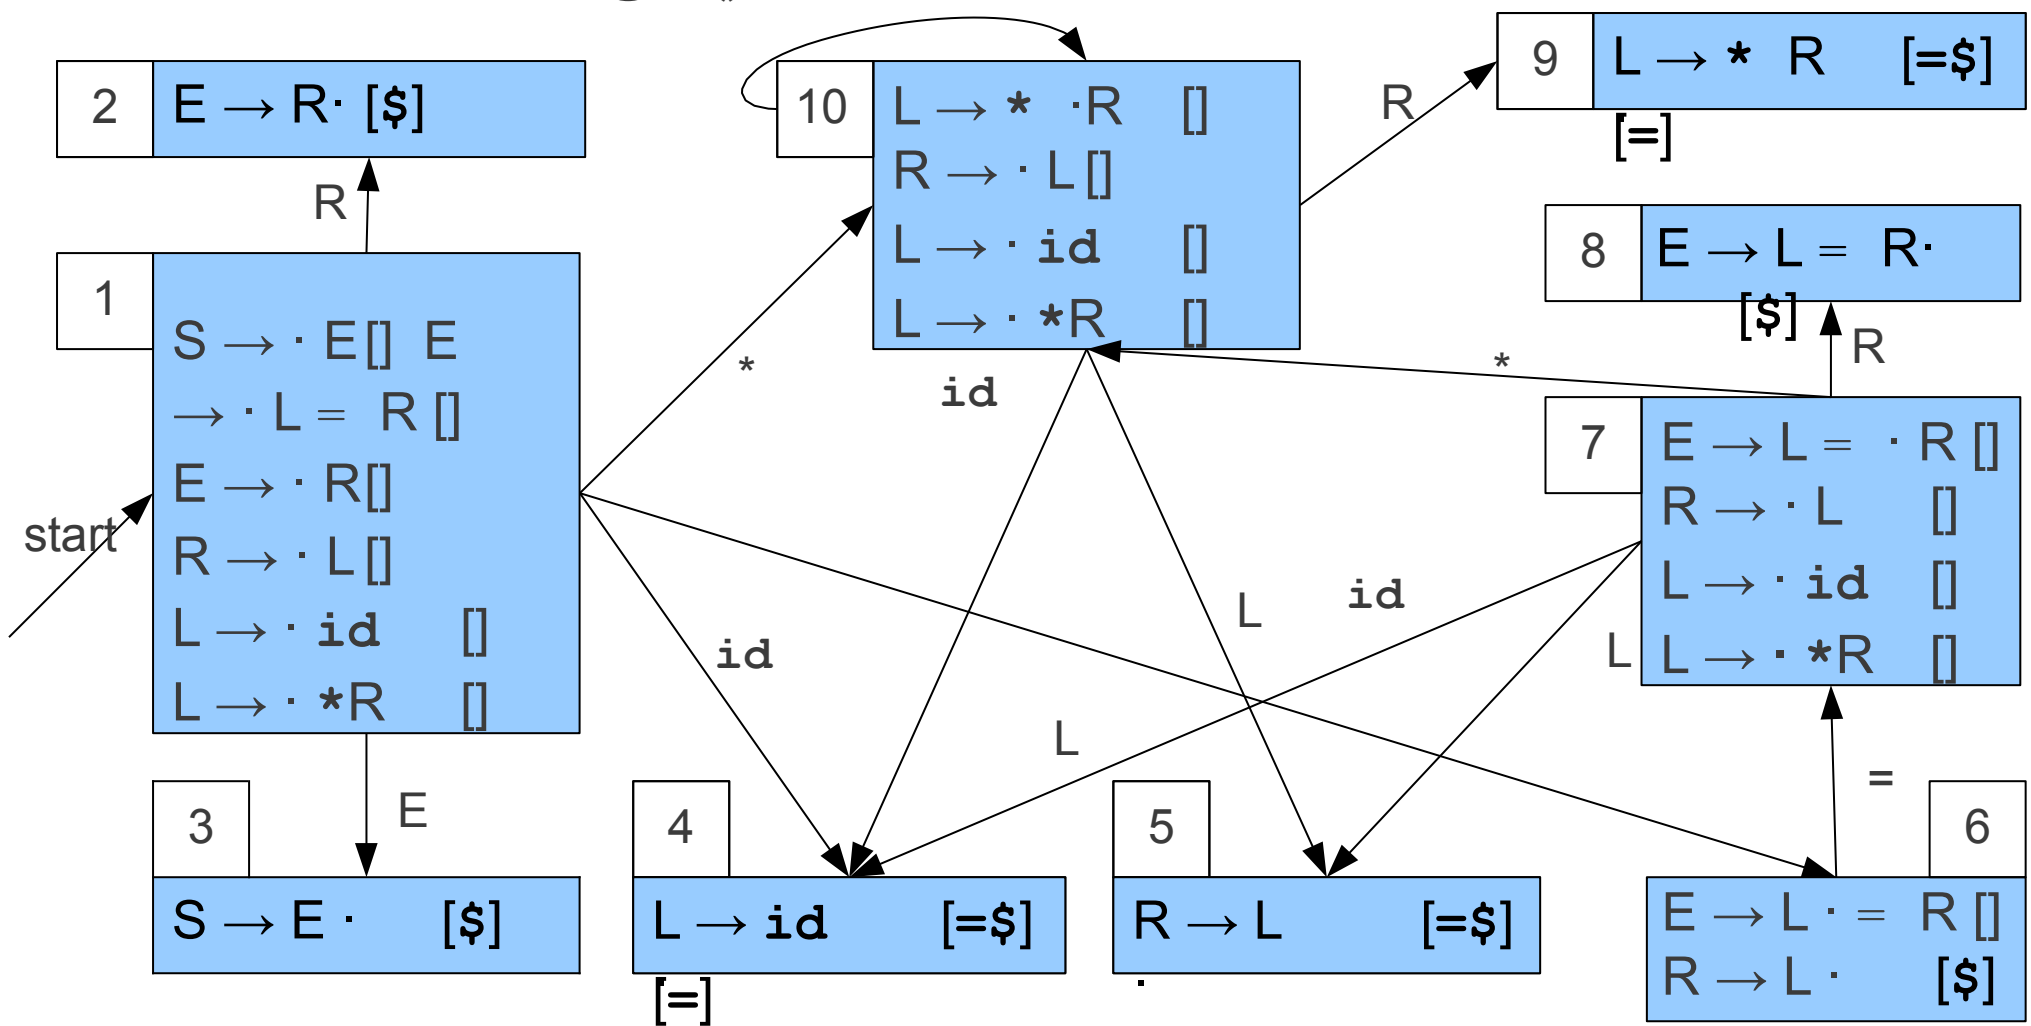 2
E → R· [$]
R
1
S → · E[] E
→ · L = R []
E → · R[]
R → · L[]
L → · id []
L → · *R []
start
E
3
S → E · [$]
10
L → * ·R []
R → · L[]
L → · id []
L → · *R []
*
id
id
L
L
id
*
R
9
L → * R [=$]
[=]
8
E → L = R·
[$]
R
7
E → L = · R []
R → · L []
L → · id []
L → · *R []
L
=
4
L → id [=$]
[=]
5
R → L [=$]
·
6
E → L · = R []
R → L · [$]